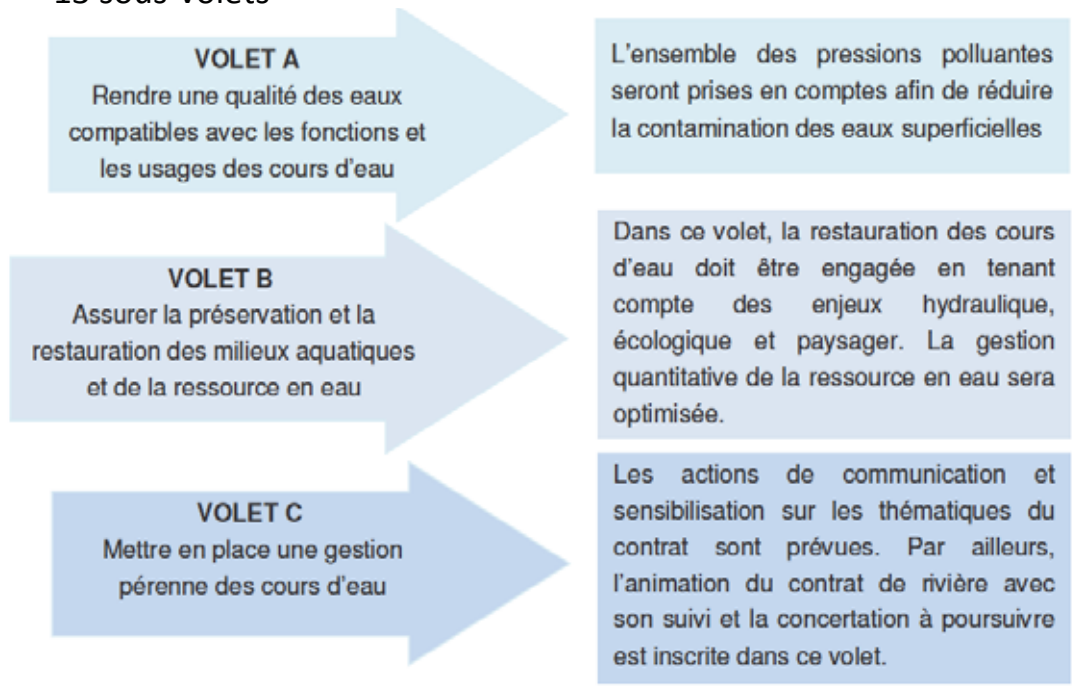 13 sous-volets
VOLET A
Rendre une qualité des eaux
compatibles avec les fonctions et
les usages des cours d'eau
L'ensemble des pressions polluantes
seront prises en comptes afin de réduire
la contamination des eaux superficielles
VOLET B
Assurer la préservation et la
restauration des milieux aquatiques
et de la ressource en eau
Dans ce volet, la restauration des cours
d'eau doit être engagée en tenant
compte des enjeux hydraulique,
écologique et paysager. La gestion
quantitative de la ressource en eau sera
optimisée.
VOLET C
Mettre en place une gestion
pérenne des cours d'eau
Les actions de communication et
sensibilisation sur les thématiques du
contrat sont prévues. Par ailleurs,
l'animation du contrat de rivière avec
son suivi et la concertation à poursuivre
est inscrite dans ce volet.